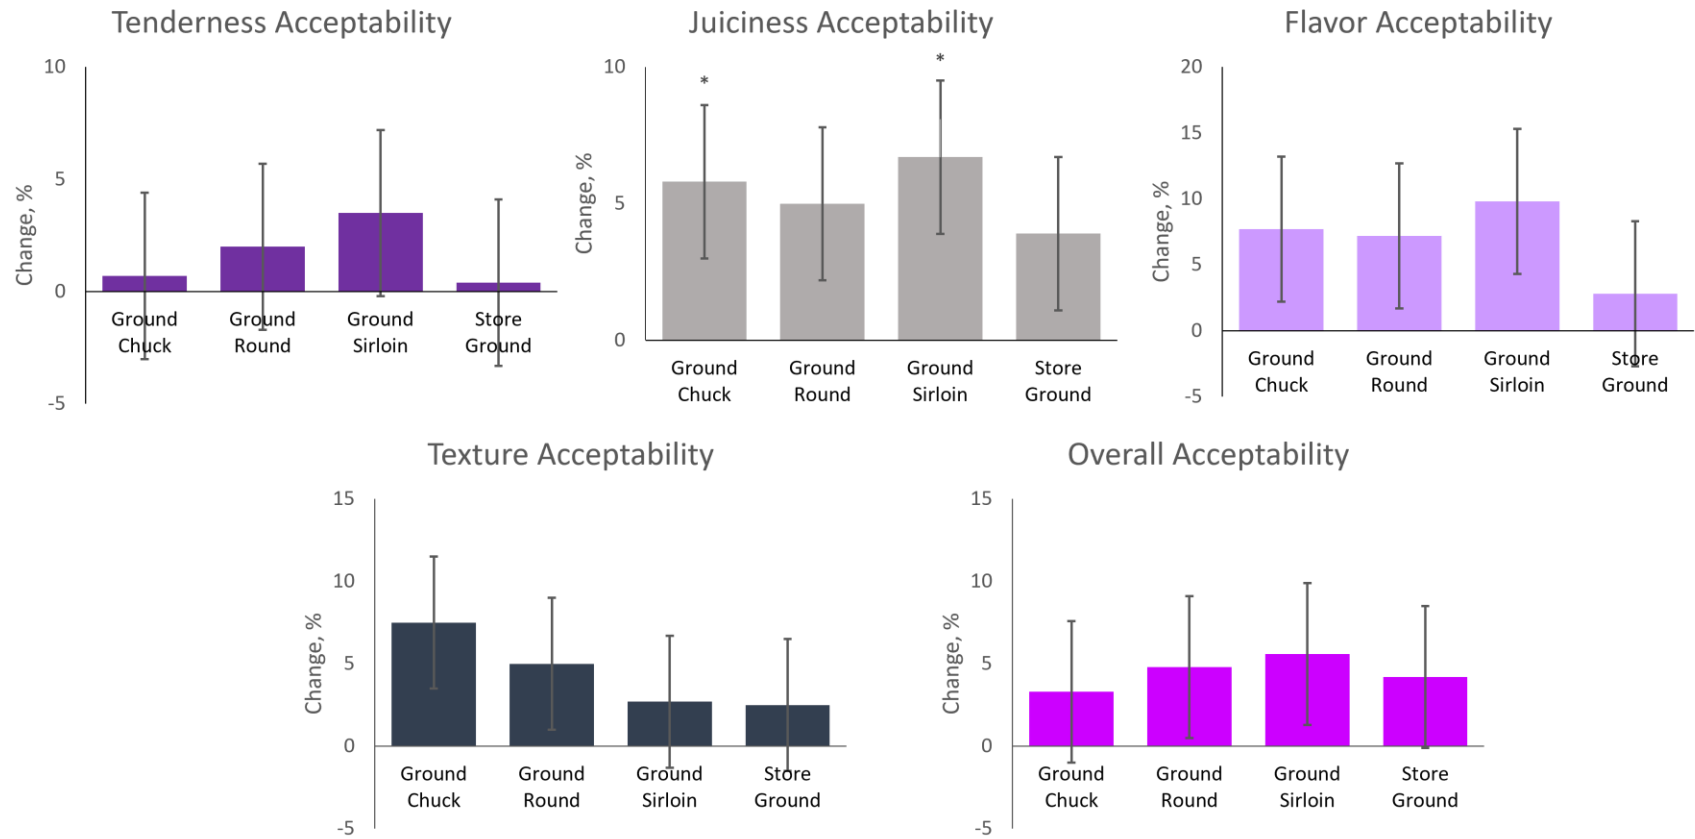 Tenderness Acceptability
10
5
0
-5
Change, %
Ground Chuck
Ground Round
Ground Sirloin
Store Ground
Juiciness Acceptability
10
5
0
Change, %
*
*
Ground Chuck
Ground Round
Ground Sirloin
Store Ground
Flavor Acceptability
20
15
10
5
0
-5
Change, %
Ground Chuck
Ground Round
Ground Sirloin
Store Ground
Texture Acceptability
15
10
5
0
-5
Change, %
Ground Chuck
Ground Round
Ground Sirloin
Store Ground
Overall Acceptability
15
10
5
0
-5
Change, %
Ground Chuck
Ground Round
Ground Sirloin
Store Ground